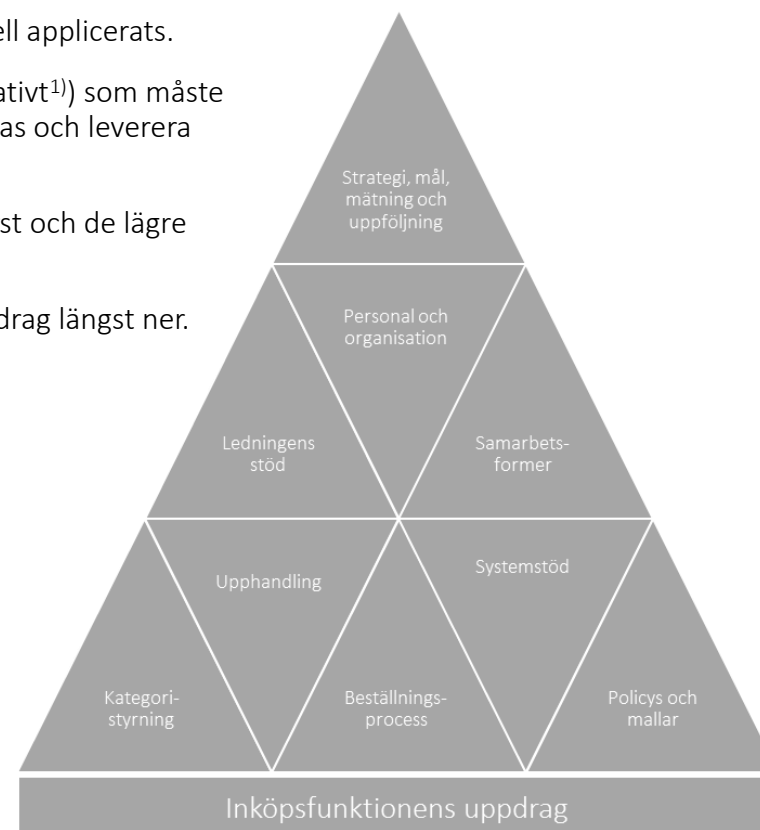 ell applicerats.
ativt1)) som måste
as och leverera
st och de lägre
drag längst ner.
Strategi, mål,
mätning och
uppföljning
Personal och
organisation
Ledningens
stöd
Samarbets-
former
Upphandling
Systemstöd
Kategori-
styrning
Beställnings-
process
Policys och
mallar
Inköpsfunktionens uppdrag